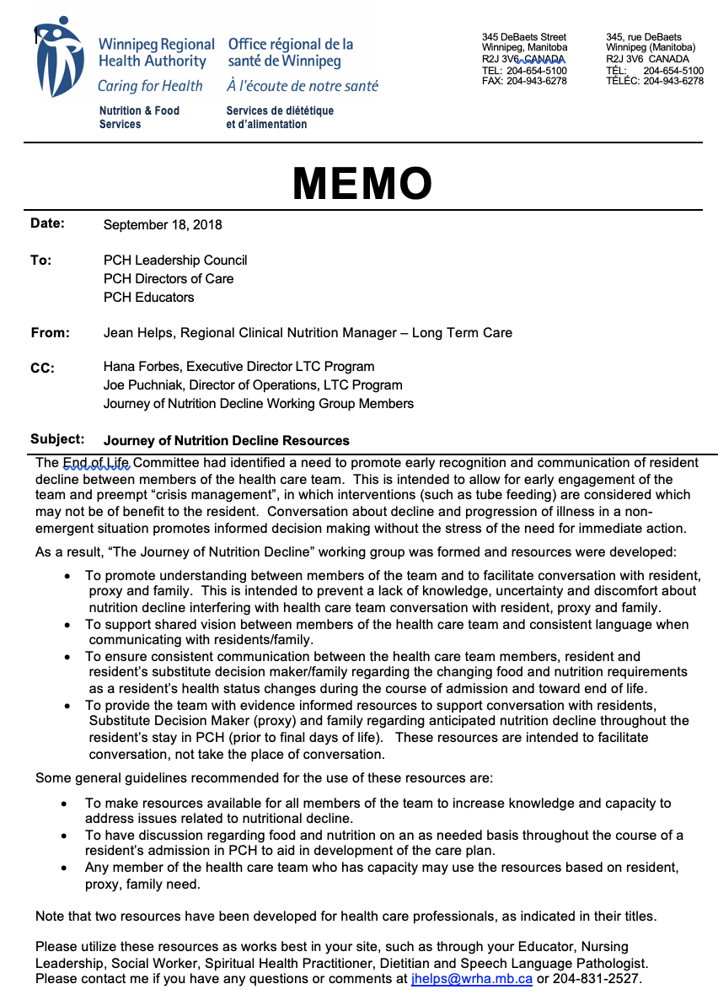 Winnipeg Regional
Health Authority
Caring for Health
Office régional de la
santé de Winnipeg
À l'écoute de notre santé
Nutrition & Food
Services
Services de diététique
et d'alimentation
345 DeBaets Street
Winnipeg, Manitoba
R2J 3V6 CANADA
TEL: 204-654-5100
FAX: 204-943-6278
345, rue DeBaets
Winnipeg (Manitoba)
R2J 3V6 CANADA
TÉL: 204-654-5100
TÉLÉC: 204-943-6278
MEMO
Date: September 18, 2018
To: PCH Leadership Council
PCH Directors of Care
PCH Educators
From: Jean Helps, Regional Clinical Nutrition Manager – Long Term Care
CC: Hana Forbes, Executive Director LTC Program
Joe Puchniak, Director of Operations, LTC Program
Journey of Nutrition Decline Working Group Members
Subject: Journey of Nutrition Decline Resources
The End of Life Committee had identified a need to promote early recognition and communication of resident
decline between members of the health care team. This is intended to allow for early engagement of the
team and preempt “crisis management”, in which interventions (such as tube feeding) are considered which
may not be of benefit to the resident. Conversation about decline and progression of illness in a non-
emergent situation promotes informed decision making without the stress of the need for immediate action.
As a result, “The Journey of Nutrition Decline” working group was formed and resources were developed:
• To promote understanding between members of the team and to facilitate conversation with resident,
proxy and family. This is intended to prevent a lack of knowledge, uncertainty and discomfort about
nutrition decline interfering with health care team conversation with resident, proxy and family.
• To support shared vision between members of the health care team and consistent language when
communicating with residents/family.
• To ensure consistent communication between the health care team members, resident and
resident’s substitute decision maker/family regarding the changing food and nutrition requirements
as a resident’s health status changes during the course of admission and toward end of life.
• To provide the team with evidence informed resources to support conversation with residents,
Substitute Decision Maker (proxy) and family regarding anticipated nutrition decline throughout the
resident’s stay in PCH (prior to final days of life). These resources are intended to facilitate
conversation, not take the place of conversation.
Some general guidelines recommended for the use of these resources are:
• To make resources available for all members of the team to increase knowledge and capacity to
address issues related to nutritional decline.
• To have discussion regarding food and nutrition on an as needed basis throughout the course of a
resident’s admission in PCH to aid in development of the care plan.
• Any member of the health care team who has capacity may use the resources based on resident,
proxy, family need.
Note that two resources have been developed for health care professionals, as indicated in their titles.
Please utilize these resources as works best in your site, such as through your Educator, Nursing
Leadership, Social Worker, Spiritual Health Practitioner, Dietitian and Speech Language Pathologist.
Please contact me if you have any questions or comments at jhelps@wrha.mb.ca or 204-831-2527.